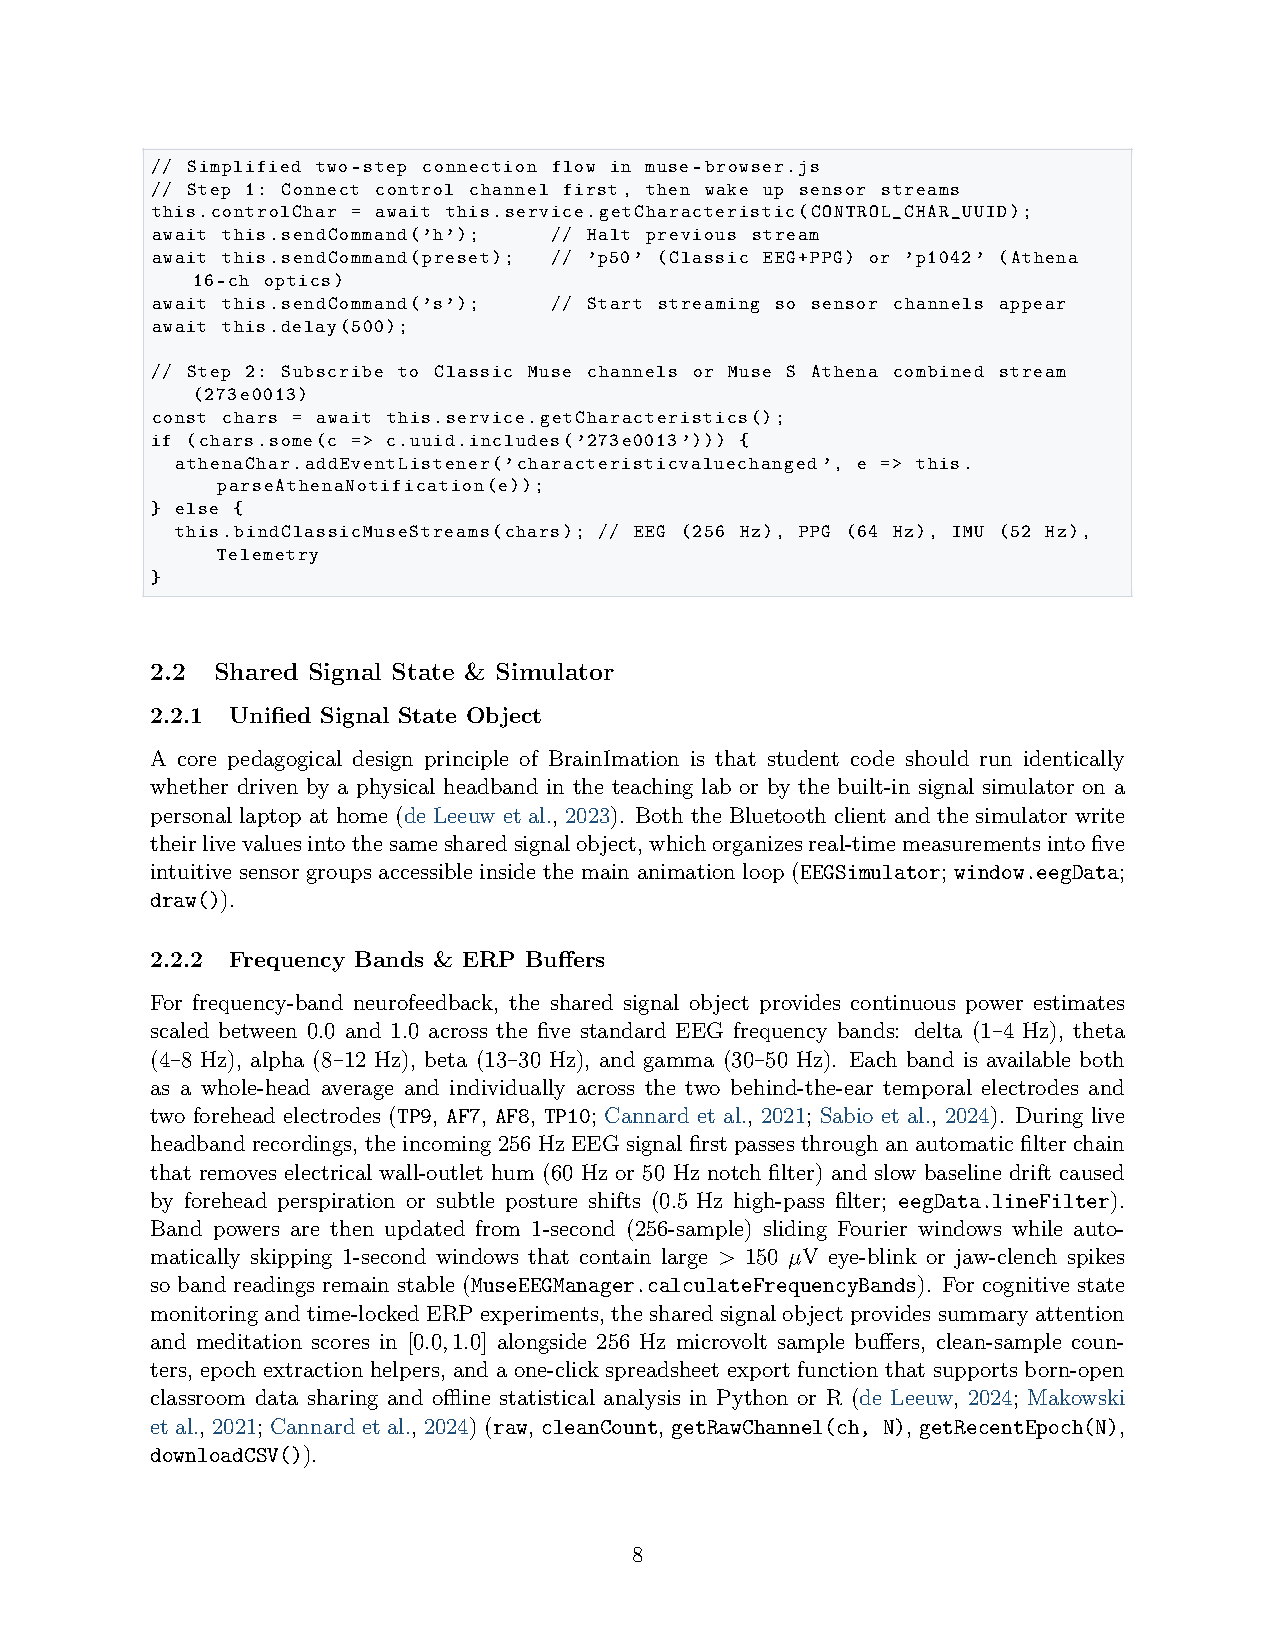 // Simplified two-step connection flow in muse-browser.js
// Step 1: Connect control channel first, then wake up sensor streams
this.controlChar = await this.service.getCharacteristic(CONTROL_CHAR_UUID);
await this.sendCommand('h');      // Halt previous stream
await this.sendCommand(preset);   // 'p50' (Classic EEG+PPG) or 'p1042' (Athena
16-ch optics)
await this.sendCommand('s');      // Start streaming so sensor channels appear
await this.delay(500);
// Step 2: Subscribe to Classic Muse channels or Muse S Athena combined stream
(273e0013)
const chars = await this.service.getCharacteristics();
if (chars.some(c => c.uuid.includes('273e0013'))) {
athenaChar.addEventListener('characteristicvaluechanged', e => this.
parseAthenaNotification(e));
} else {
this.bindClassicMuseStreams(chars); // EEG (256 Hz), PPG (64 Hz), IMU (52 Hz),
Telemetry
}
2.2 Shared Signal State & Simulator
2.2.1 Unified Signal State Object
A core pedagogical design principle of BrainImation is that student code should run identically
whether driven by a physical headband in the teaching lab or by the built-in signal simulator on a
personal laptop at home (de Leeuw et al., 2023). Both the Bluetooth client and the simulator write
their live values into the same shared signal object, which organizes real-time measurements into five
intuitive sensor groups accessible inside the main animation loop (EEGSimulator; window.eegData;
draw()).
2.2.2 Frequency Bands & ERP Buffers
For frequency-band neurofeedback, the shared signal object provides continuous power estimates
scaled between 0.0 and 1.0 across the five standard EEG frequency bands: delta (1–4 Hz), theta
(4–8 Hz), alpha (8–12 Hz), beta (13–30 Hz), and gamma (30–50 Hz). Each band is available both
as a whole-head average and individually across the two behind-the-ear temporal electrodes and
two forehead electrodes (TP9, AF7, AF8, TP10; Cannard et al., 2021; Sabio et al., 2024). During live
headband recordings, the incoming 256 Hz EEG signal first passes through an automatic filter chain
that removes electrical wall-outlet hum (60 Hz or 50 Hz notch filter) and slow baseline drift caused
by forehead perspiration or subtle posture shifts (0.5 Hz high-pass filter; eegData.lineFilter).
Band powers are then updated from 1-second (256-sample) sliding Fourier windows while auto-
matically skipping 1-second windows that contain large > 150 μV eye-blink or jaw-clench spikes
so band readings remain stable (MuseEEGManager.calculateFrequencyBands). For cognitive state
monitoring and time-locked ERP experiments, the shared signal object provides summary attention
and meditation scores in [0.0, 1.0] alongside 256 Hz microvolt sample buffers, clean-sample coun-
ters, epoch extraction helpers, and a one-click spreadsheet export function that supports born-open
classroom data sharing and offline statistical analysis in Python or R (de Leeuw, 2024; Makowski
et al., 2021; Cannard et al., 2024) (raw, cleanCount, getRawChannel(ch, N), getRecentEpoch(N),
downloadCSV()).
8